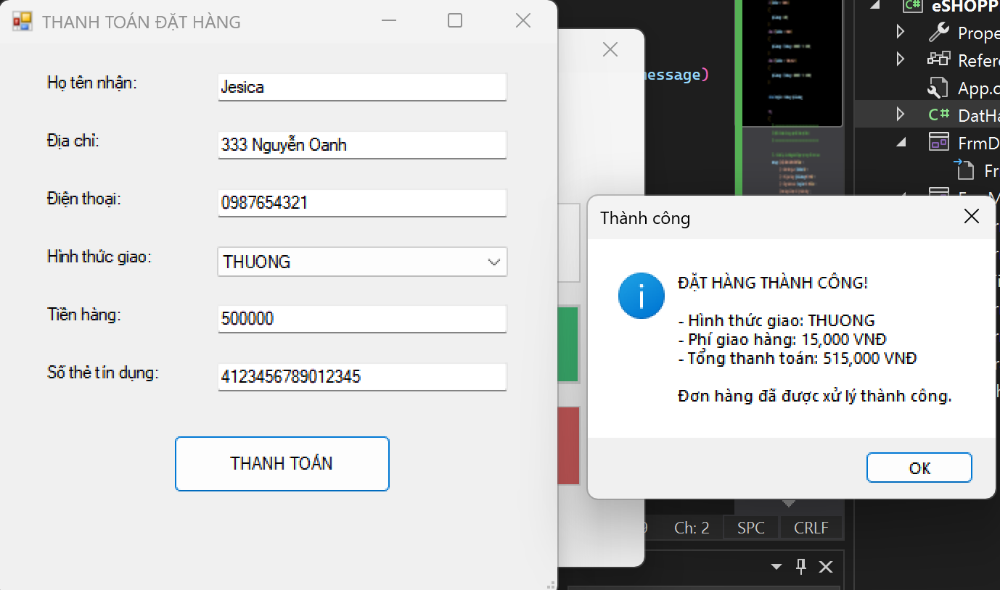 THANH TOÁN ĐẶT HÀNG
Họ tên nhận:
Jesica
Địa chỉ:
333 Nguyễn Oanh
Điện thoại:
0987654321
Hình thức giao:
THUONG
Tiền hàng:
500000
Số thẻ tín dụng:
4123456789012345
THANH TOÁN
message)
C# eSHOPP
Prope
Refere
App.c
C# DatHa
FrmD
Fr
Thành công
ĐẶT HÀNG THÀNH CÔNG!
- Hình thức giao: THUONG
- Phí giao hàng: 15,000 VNĐ
- Tổng thanh toán: 515,000 VNĐ
Đơn hàng đã được xử lý thành công.
OK
Ch: 2 SPC CRLF